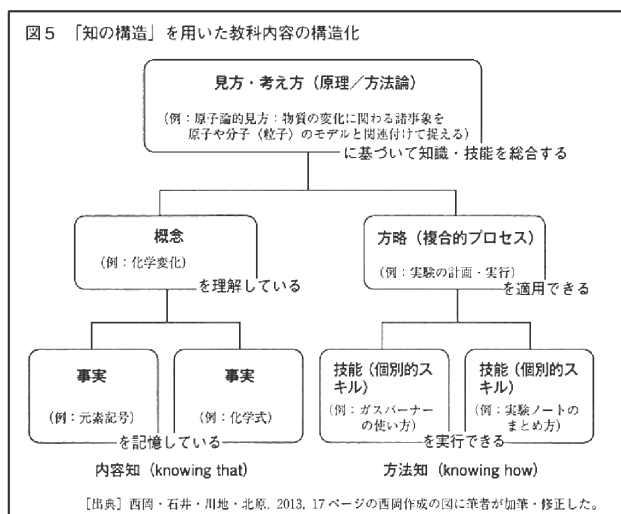 図5 「知の構造」を用いた教科内容の構造化
見方・考え方（原理／方法論）
（例：原子論的見方：物質の変化に関わる諸事象を
原子や分子〈粒子〉のモデルと関連付けて捉える）
に基づいて知識・技能を総合する
概念
（例：化学変化）
を理解している
方略（複合的プロセス）
（例：実験の計画・実行）
を適用できる
事実
（例：元素記号）
事実
（例：化学式）
を記憶している
技能（個別的ス
キル）
（例：ガスバーナー
の使い方）
技能（個別的ス
キル）
（例：実験ノートの
まとめ方）
を実行できる
内容知（knowing that）
方法知（knowing how）
［出典］西岡・石井・川地・北原, 2013, 17ページの西岡作成の図に筆者が加筆・修正した。